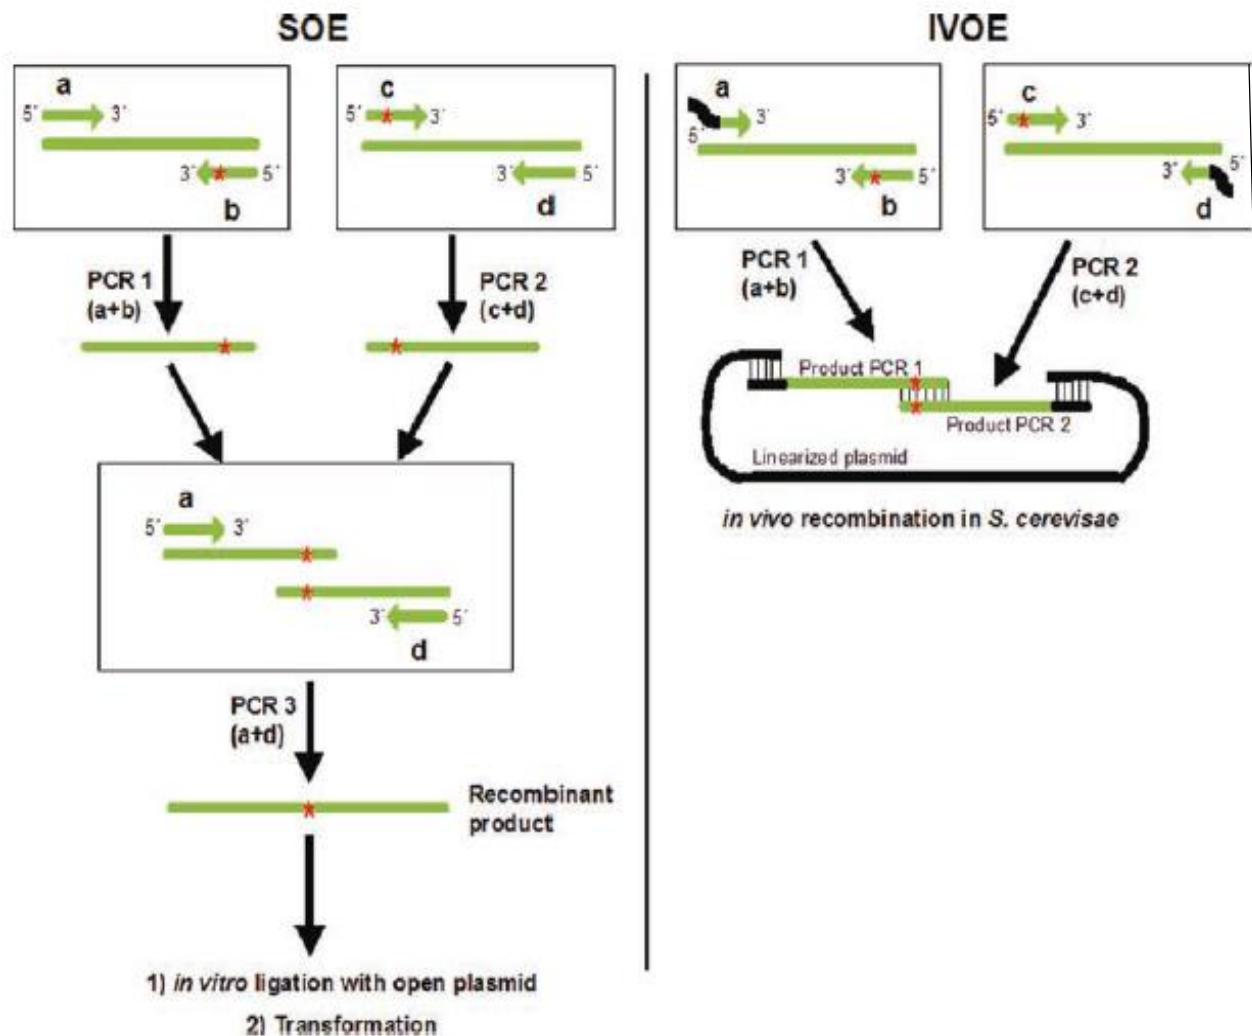 SOE
a
5´ 3´
3´ 5´
b
c
5´ 3´
3´ 5´
d
PCR 1
(a+b)
PCR 2
(c+d)
a
5´ 3´
3´ 5´
d
PCR 3
(a+d)
Recombinant
product
1) in vitro ligation with open plasmid
2) Transformation
IVOE
a
3´
5´
3´ 5´
b
c
5´ 3´
3´ 5´
d
PCR 1
(a+b)
PCR 2
(c+d)
Product PCR 1
Product PCR 2
Linearized plasmid
in vivo recombination in S. cerevisae